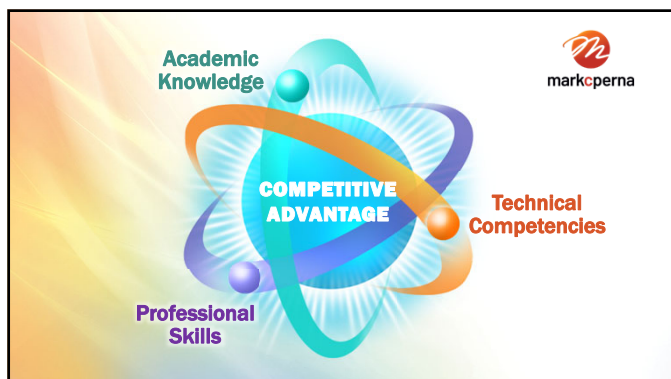 Academic
Knowledge
markcperna
COMPETITIVE
ADVANTAGE
Technical
Competencies
Professional
Skills